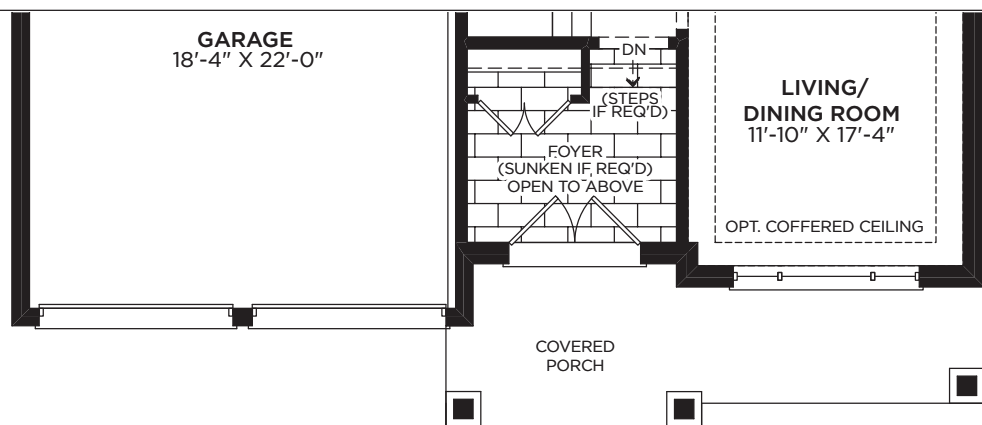 GARAGE
18'-4" X 22'-0"
DN
(STEPS
IF REQ'D)
LIVING/
DINING ROOM
11'-10" X 17'-4"
FOYER
(SUNKEN IF REQ'D)
OPEN TO ABOVE
OPT. COFFERED CEILING
COVERED
PORCH